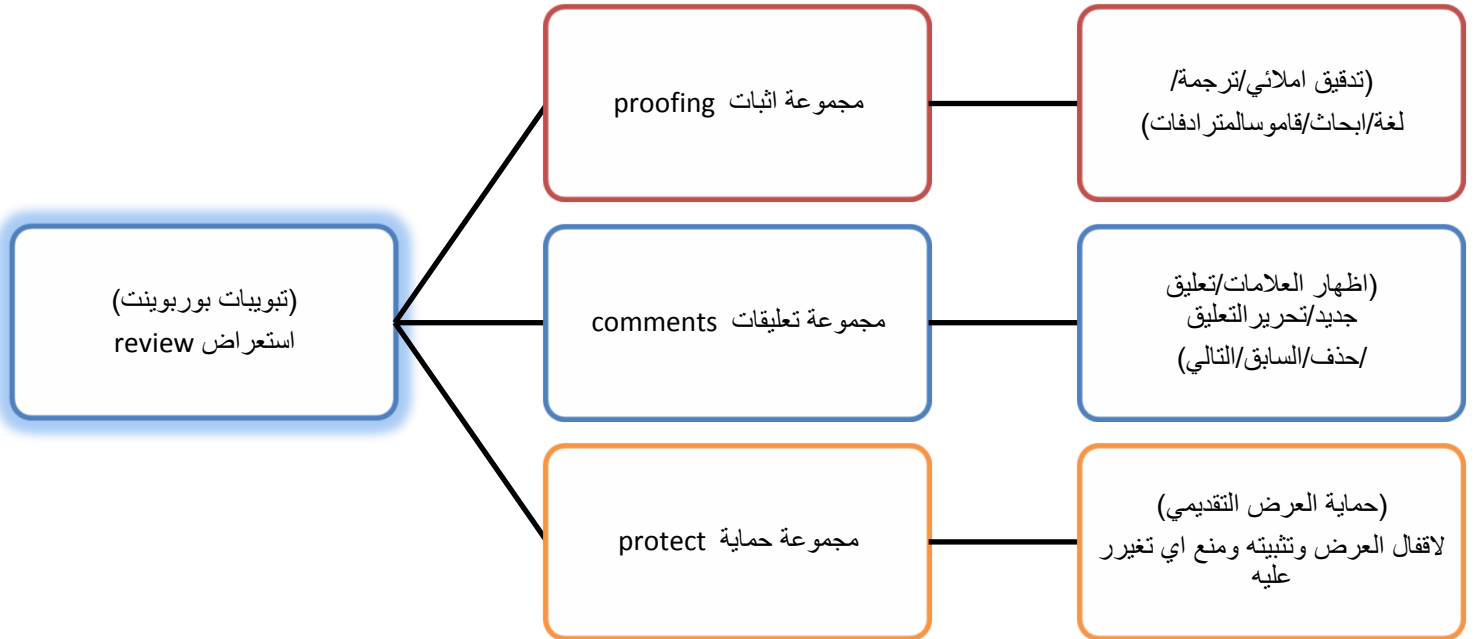 (تبويبات بوربوينت)
استعراض review
مجموعة اثبات proofing
(تدقيق املائي/ترجمة/
لغة/ابحاث/قاموسالمترادفات)
مجموعة تعليقات comments
(اظهار العلامات/تعليق
جديد/تحريرالتعليق
/حذف/السابق/التالي)
مجموعة حماية protect
(حماية العرض التقديمي)
لاقفال العرض وتثبيته ومنع اي تغيرر
عليه